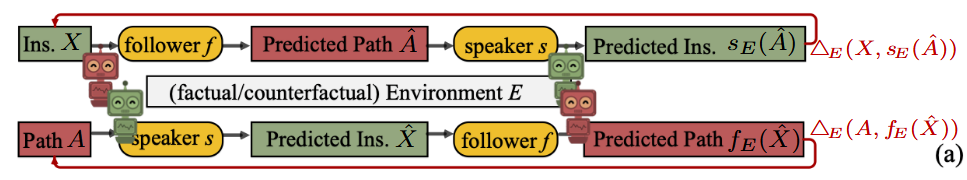 Ins. X follower f Predicted Path Â speaker s Predicted Ins. s_E(Â) △_E(X, s_E(Â))
(factual/counterfactual) Environment E
Path A speaker s Predicted Ins. X̂ follower f Predicted Path f_E(X̂) △_E(A, f_E(X̂))
(a)